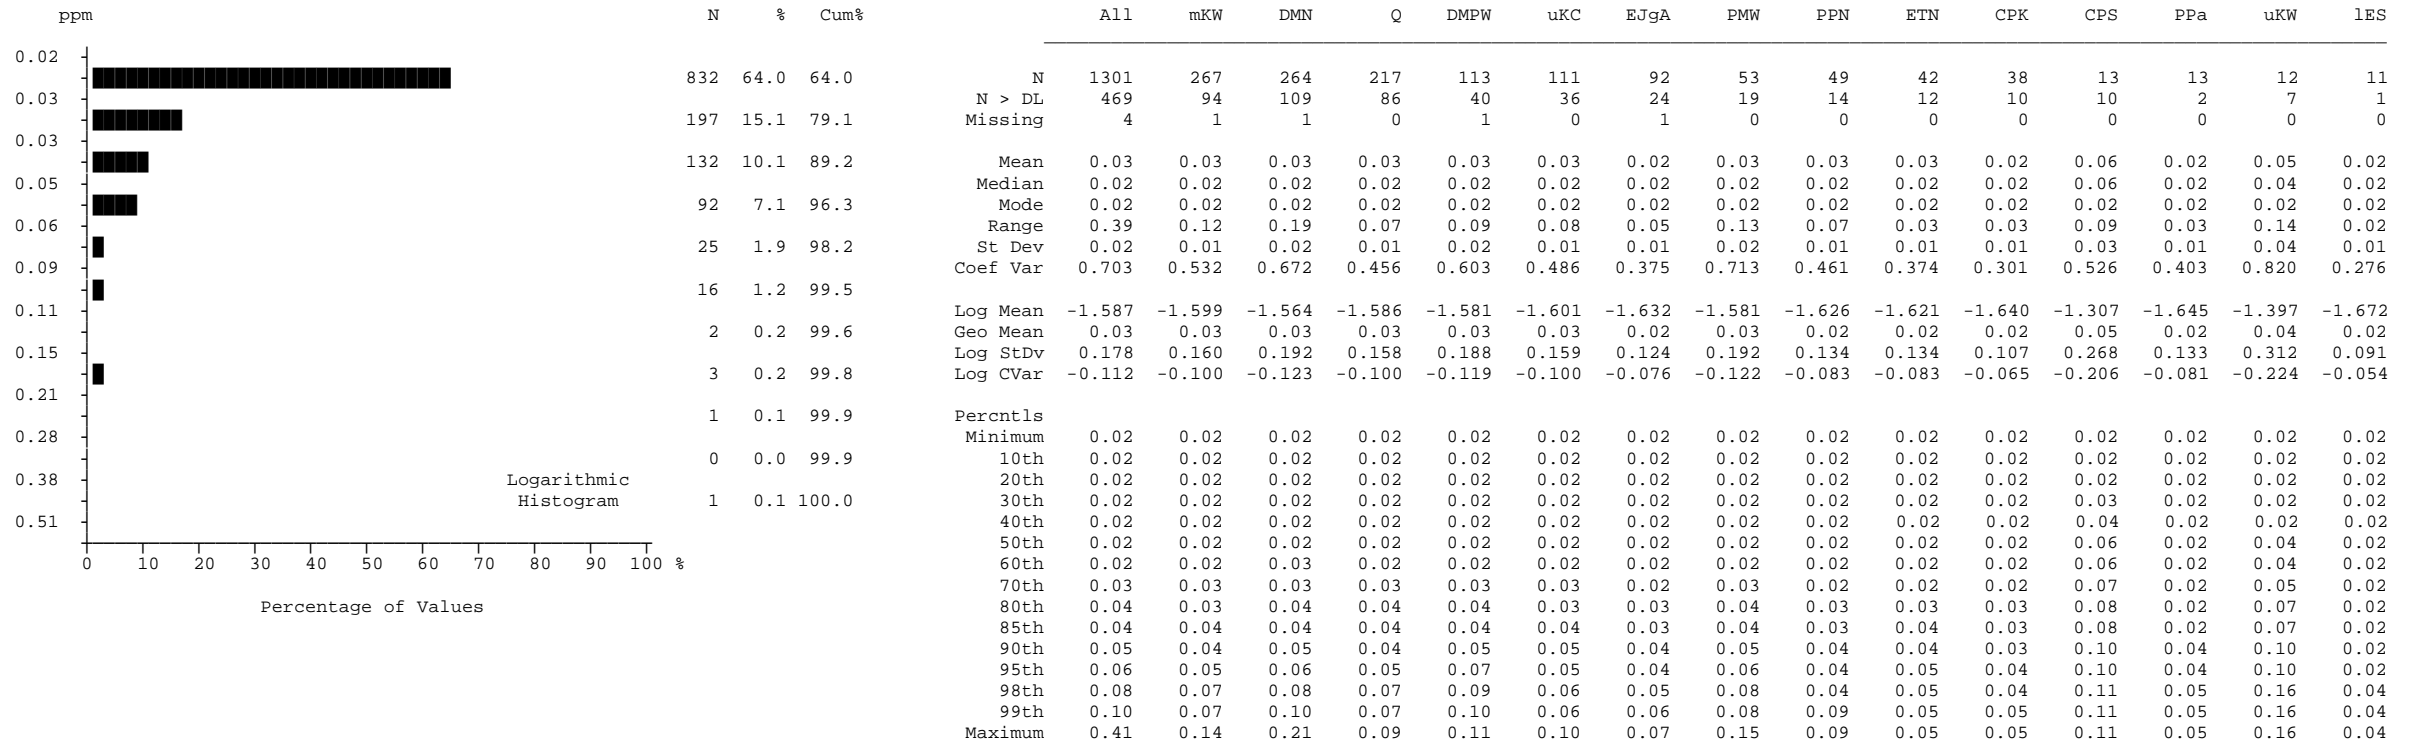 ppm N % Cum% All mKW DMN Q DMPW uKC EJgA PMW PPN ETN CPK CPS PPa uKW lES
0.02
832 64.0 64.0 N 1301 267 264 217 113 111 92 53 49 42 38 13 13 12 11
0.03 N > DL 469 94 109 86 40 36 24 19 14 12 10 10 2 7 1
197 15.1 79.1 Missing 4 1 1 0 1 0 1 0 0 0 0 0 0 0 0
0.03
132 10.1 89.2 Mean 0.03 0.03 0.03 0.03 0.03 0.03 0.02 0.03 0.03 0.03 0.02 0.06 0.02 0.05 0.02
0.05 Median 0.02 0.02 0.02 0.02 0.02 0.02 0.02 0.02 0.02 0.02 0.02 0.06 0.02 0.04 0.02
92 7.1 96.3 Mode 0.02 0.02 0.02 0.02 0.02 0.02 0.02 0.02 0.02 0.02 0.02 0.02 0.02 0.02 0.02
0.06 Range 0.39 0.12 0.19 0.07 0.09 0.08 0.05 0.13 0.07 0.03 0.03 0.09 0.03 0.14 0.02
25 1.9 98.2 St Dev 0.02 0.01 0.02 0.01 0.02 0.01 0.01 0.02 0.01 0.01 0.01 0.03 0.01 0.04 0.01
0.09 Coef Var 0.703 0.532 0.672 0.456 0.603 0.486 0.375 0.713 0.461 0.374 0.301 0.526 0.403 0.820 0.276
16 1.2 99.5
0.11 Log Mean -1.587 -1.599 -1.564 -1.586 -1.581 -1.601 -1.632 -1.581 -1.626 -1.621 -1.640 -1.307 -1.645 -1.397 -1.672
2 0.2 99.6 Geo Mean 0.03 0.03 0.03 0.03 0.03 0.03 0.02 0.03 0.02 0.02 0.02 0.05 0.02 0.04 0.02
0.15 Log StDv 0.178 0.160 0.192 0.158 0.188 0.159 0.124 0.192 0.134 0.134 0.107 0.268 0.133 0.312 0.091
3 0.2 99.8 Log CVar -0.112 -0.100 -0.123 -0.100 -0.119 -0.100 -0.076 -0.122 -0.083 -0.083 -0.065 -0.206 -0.081 -0.224 -0.054
0.21
1 0.1 99.9 Percntls
0.28 Minimum 0.02 0.02 0.02 0.02 0.02 0.02 0.02 0.02 0.02 0.02 0.02 0.02 0.02 0.02 0.02
0 0.0 99.9 10th 0.02 0.02 0.02 0.02 0.02 0.02 0.02 0.02 0.02 0.02 0.02 0.02 0.02 0.02 0.02
0.38 Logarithmic 20th 0.02 0.02 0.02 0.02 0.02 0.02 0.02 0.02 0.02 0.02 0.02 0.02 0.02 0.02 0.02
Histogram 1 0.1 100.0 30th 0.02 0.02 0.02 0.02 0.02 0.02 0.02 0.02 0.02 0.02 0.02 0.03 0.02 0.02 0.02
0.51 40th 0.02 0.02 0.02 0.02 0.02 0.02 0.02 0.02 0.02 0.02 0.02 0.04 0.02 0.02 0.02
50th 0.02 0.02 0.02 0.02 0.02 0.02 0.02 0.02 0.02 0.02 0.02 0.06 0.02 0.04 0.02
0 10 20 30 40 50 60 70 80 90 100 % 60th 0.02 0.02 0.03 0.02 0.02 0.02 0.02 0.02 0.02 0.02 0.02 0.06 0.02 0.04 0.02
70th 0.03 0.03 0.03 0.03 0.03 0.03 0.02 0.03 0.02 0.02 0.02 0.07 0.02 0.05 0.02
Percentage of Values 80th 0.04 0.03 0.04 0.04 0.04 0.03 0.03 0.04 0.03 0.03 0.03 0.08 0.02 0.07 0.02
85th 0.04 0.04 0.04 0.04 0.04 0.04 0.03 0.04 0.03 0.04 0.03 0.08 0.02 0.07 0.02
90th 0.05 0.04 0.05 0.04 0.05 0.05 0.04 0.05 0.04 0.04 0.03 0.10 0.04 0.10 0.02
95th 0.06 0.05 0.06 0.05 0.07 0.05 0.04 0.06 0.04 0.05 0.04 0.10 0.04 0.10 0.02
98th 0.08 0.07 0.08 0.07 0.09 0.06 0.05 0.08 0.04 0.05 0.04 0.11 0.05 0.16 0.04
99th 0.10 0.07 0.10 0.07 0.10 0.06 0.06 0.08 0.09 0.05 0.05 0.11 0.05 0.16 0.04
Maximum 0.41 0.14 0.21 0.09 0.11 0.10 0.07 0.15 0.09 0.05 0.05 0.11 0.05 0.16 0.04